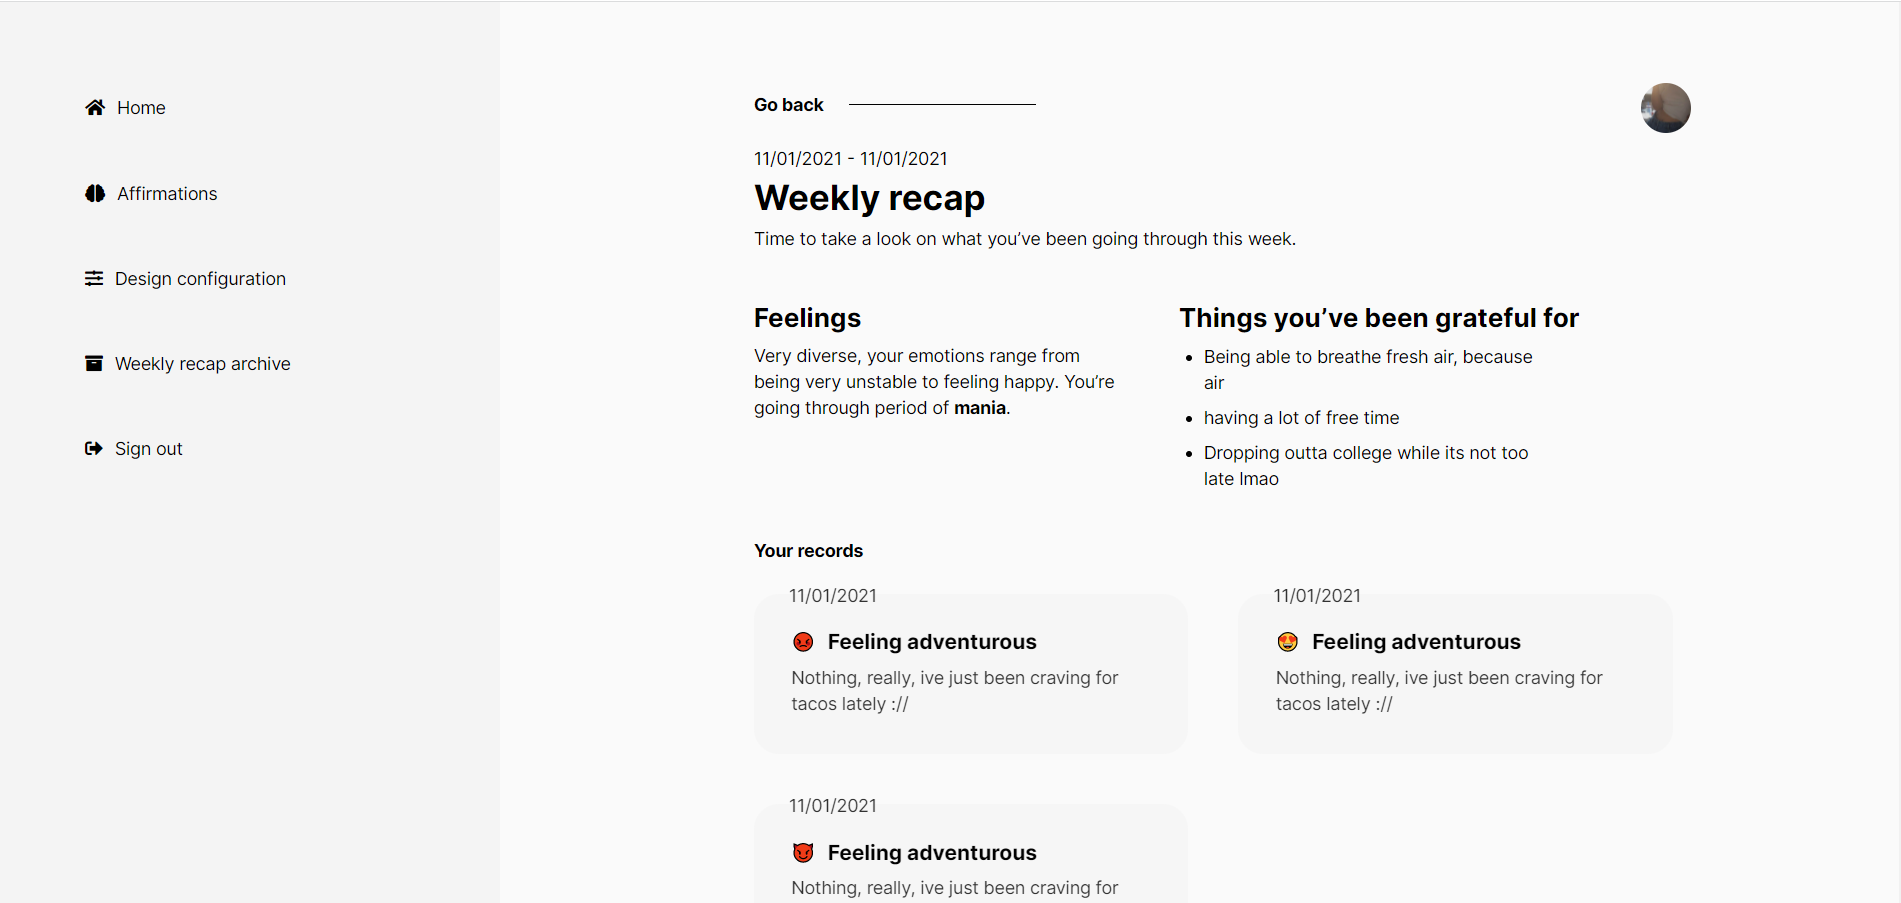 Home
Affirmations
Design configuration
Weekly recap archive
Sign out
Go back
11/01/2021 - 11/01/2021
Weekly recap
Time to take a look on what you’ve been going through this week.
Feelings
Very diverse, your emotions range from
being very unstable to feeling happy. You’re
going through period of mania.
Things you’ve been grateful for
Being able to breathe fresh air, because
air
having a lot of free time
Dropping outta college while its not too
late lmao
Your records
11/01/2021
Feeling adventurous
Nothing, really, ive just been craving for
tacos lately ://
11/01/2021
Feeling adventurous
Nothing, really, ive just been craving for
tacos lately ://
11/01/2021
Feeling adventurous
Nothing, really, ive just been craving for